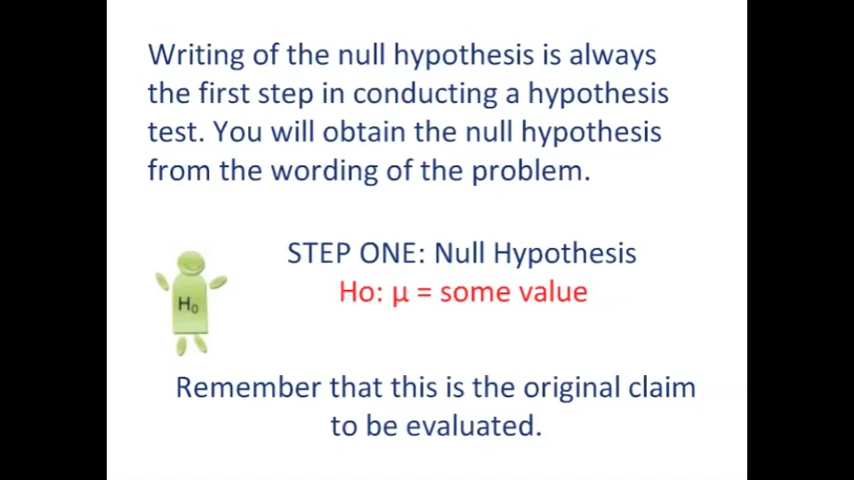 Writing of the null hypothesis is always
the first step in conducting a hypothesis
test. You will obtain the null hypothesis
from the wording of the problem.
STEP ONE: Null Hypothesis
Ho: µ = some value
H₀
Remember that this is the original claim
to be evaluated.